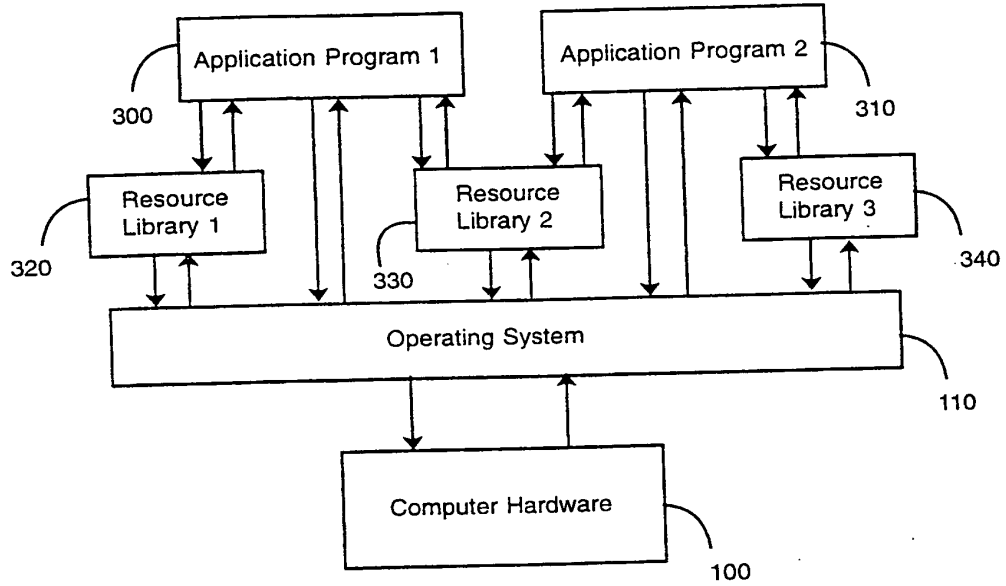 Application Program 1
Application Program 2
300
310
Resource
Library 1
Resource
Library 2
Resource
Library 3
320
330
340
Operating System
110
Computer Hardware
100